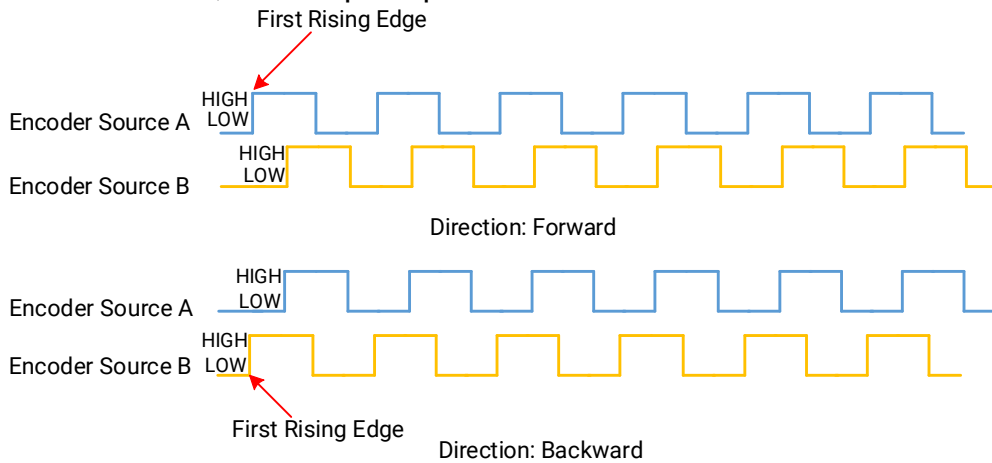 First Rising Edge
HIGH
LOW
Encoder Source A
HIGH
LOW
Encoder Source B
Direction: Forward
HIGH
LOW
Encoder Source A
HIGH
LOW
Encoder Source B
First Rising Edge
Direction: Backward